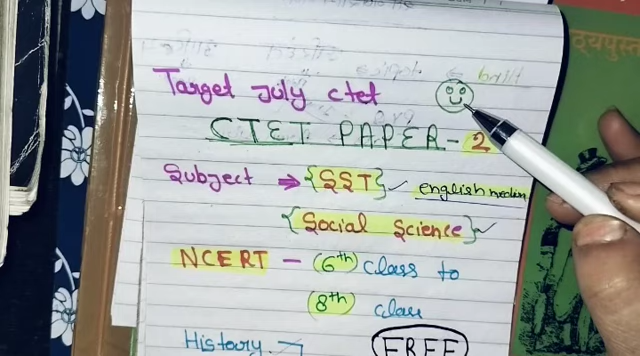 Target July ctet
CTET PAPER - 2
Subject ⇒ {SST} ✓ english medium
{Social Science} ✓
NCERT - (6th) class to
(8th) class
History →
FREE